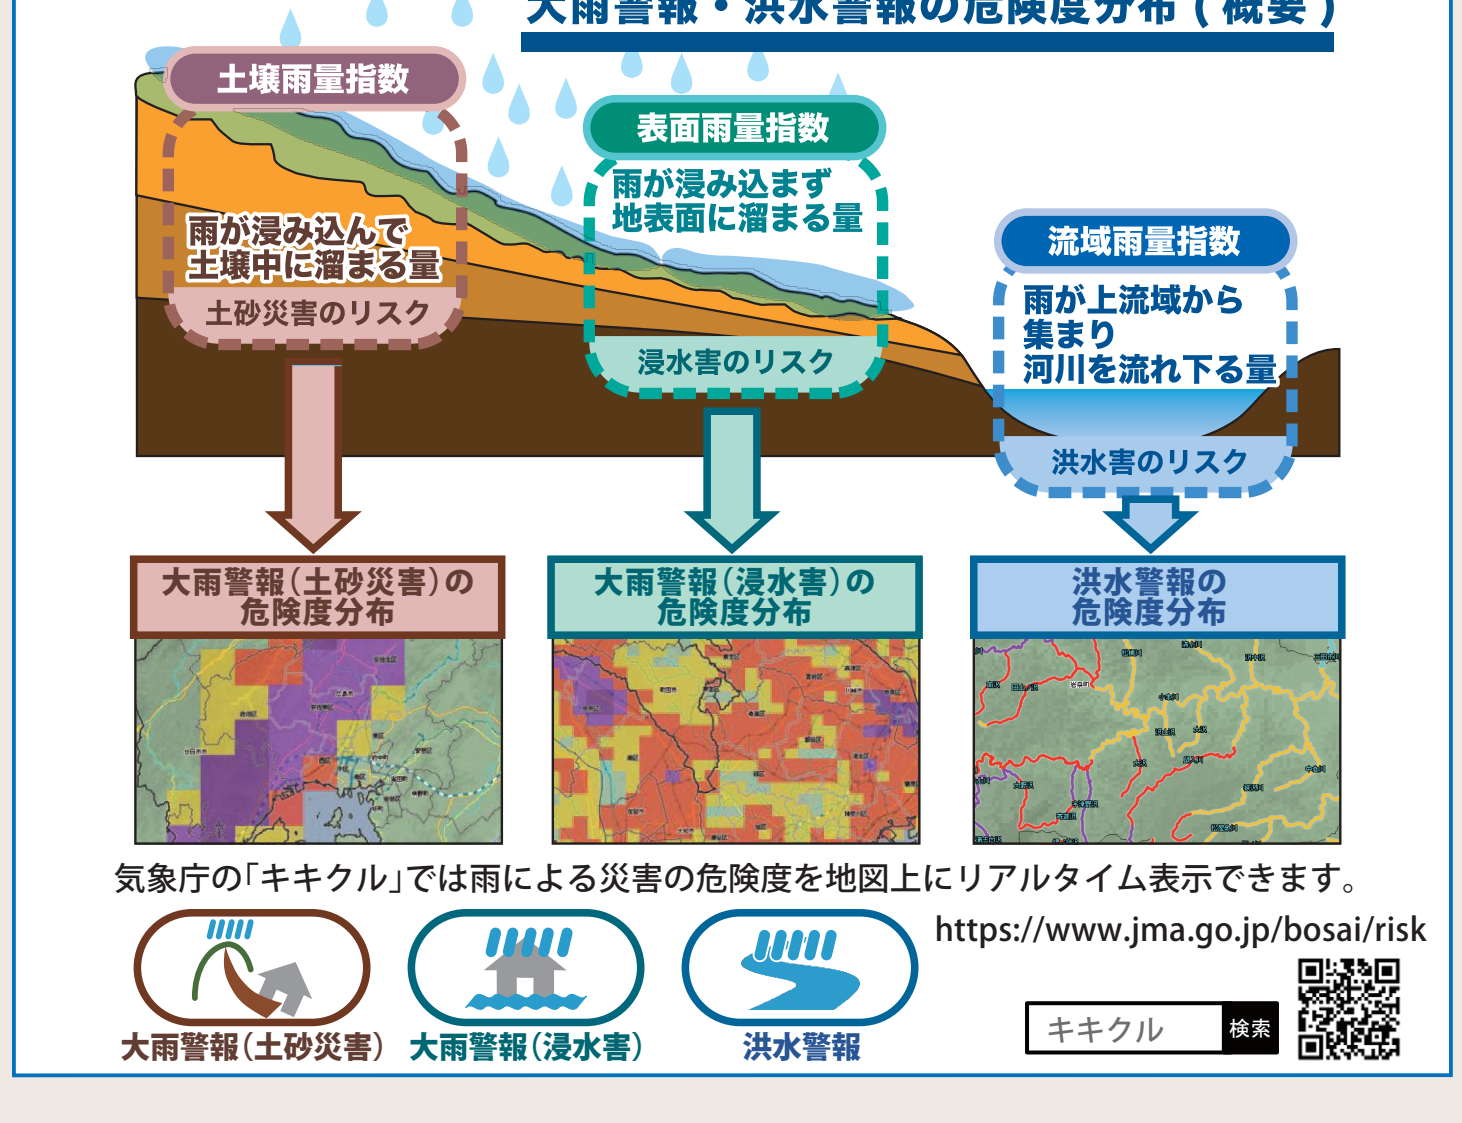 大雨警報・洪水警報の危険度分布(概要)
土壌雨量指数
表面雨量指数
雨が浸み込まず
地表面に溜まる量
雨が浸み込んで
土壌中に溜まる量
流域雨量指数
雨が上流域から
集まり
河川を流れ下る量
土砂災害のリスク
浸水害のリスク
洪水害のリスク
大雨警報(土砂災害)の
危険度分布
大雨警報(浸水害)の
危険度分布
洪水警報の
危険度分布
気象庁の「キキクル」では雨による災害の危険度を地図上にリアルタイム表示できます。
https://www.jma.go.jp/bosai/risk
キキクル 検索
大雨警報(土砂災害)
大雨警報(浸水害)
洪水警報